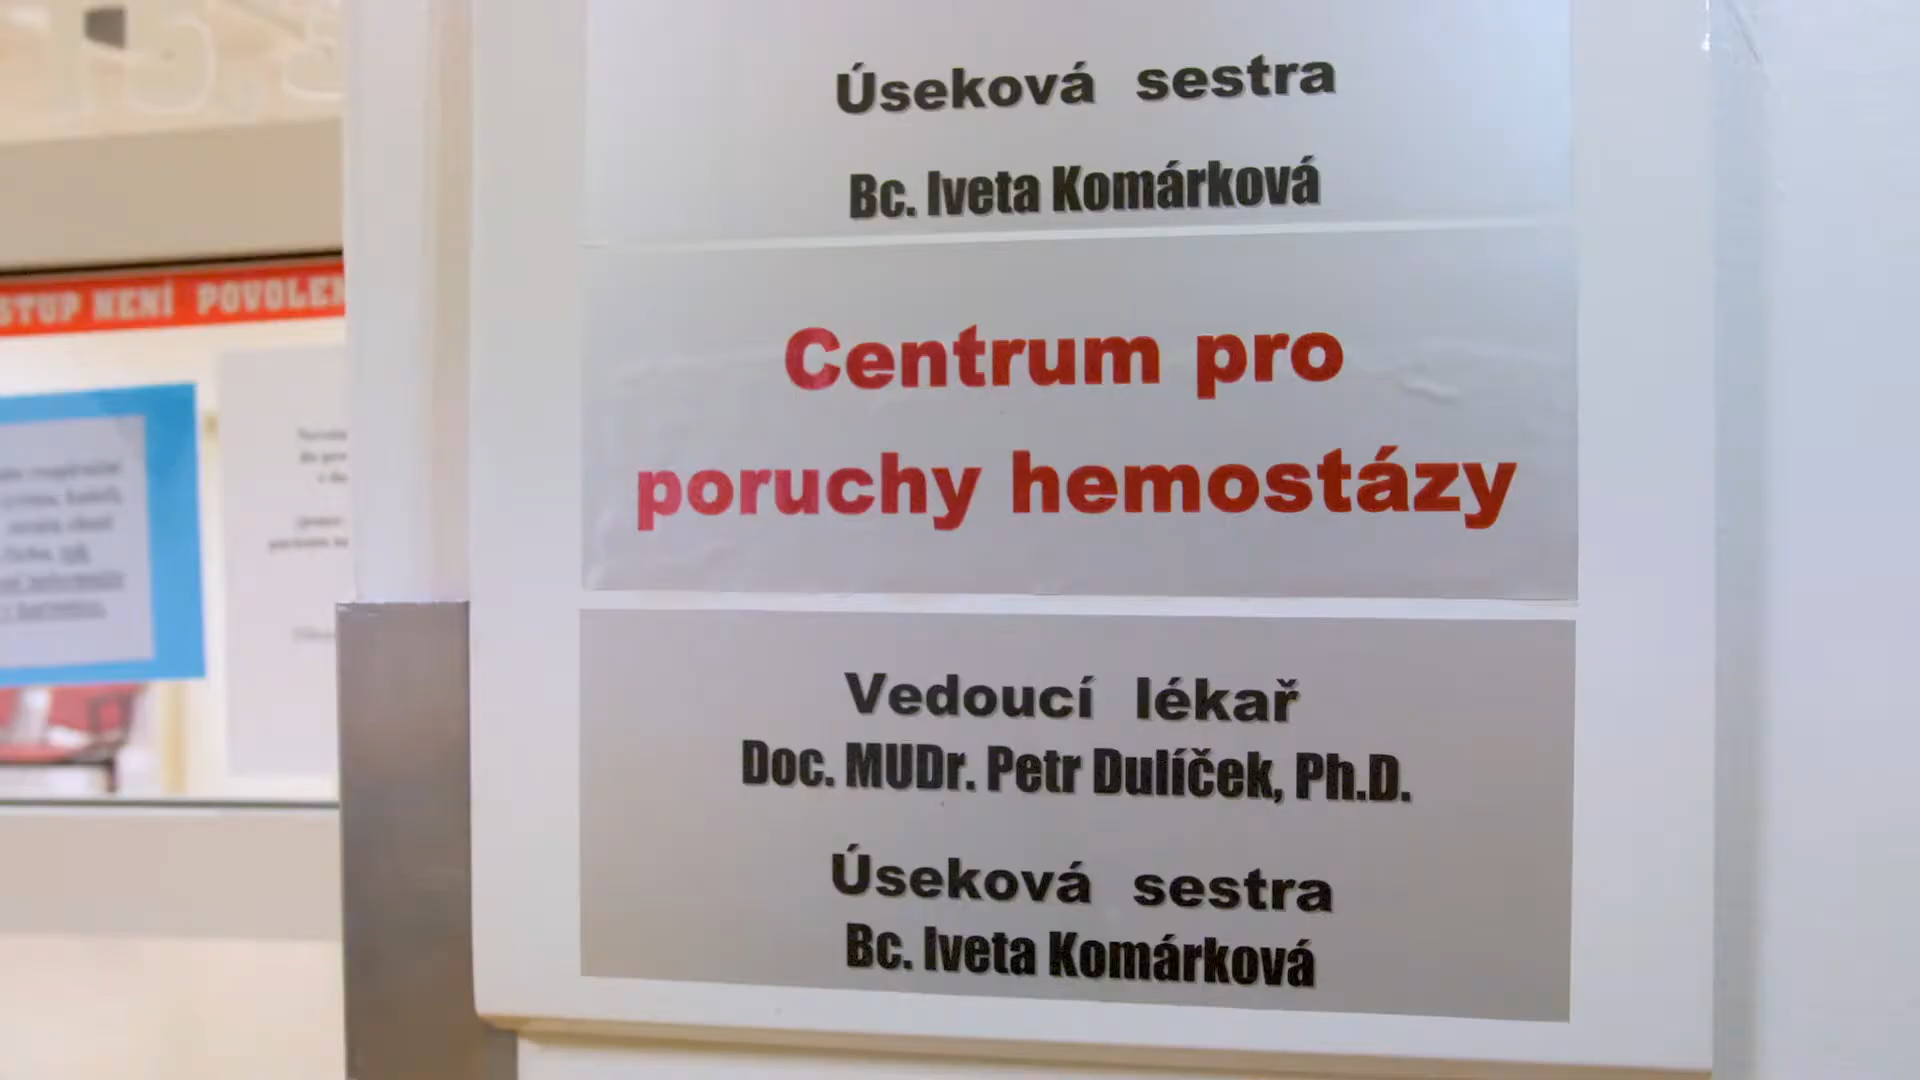 Úseková sestra
Bc. Iveta Komárková
Centrum pro
poruchy hemostázy
Vedoucí lékař
Doc. MUDr. Petr Dulíček, Ph.D.
Úseková sestra
Bc. Iveta Komárková
STUP NENÍ POVOLEN